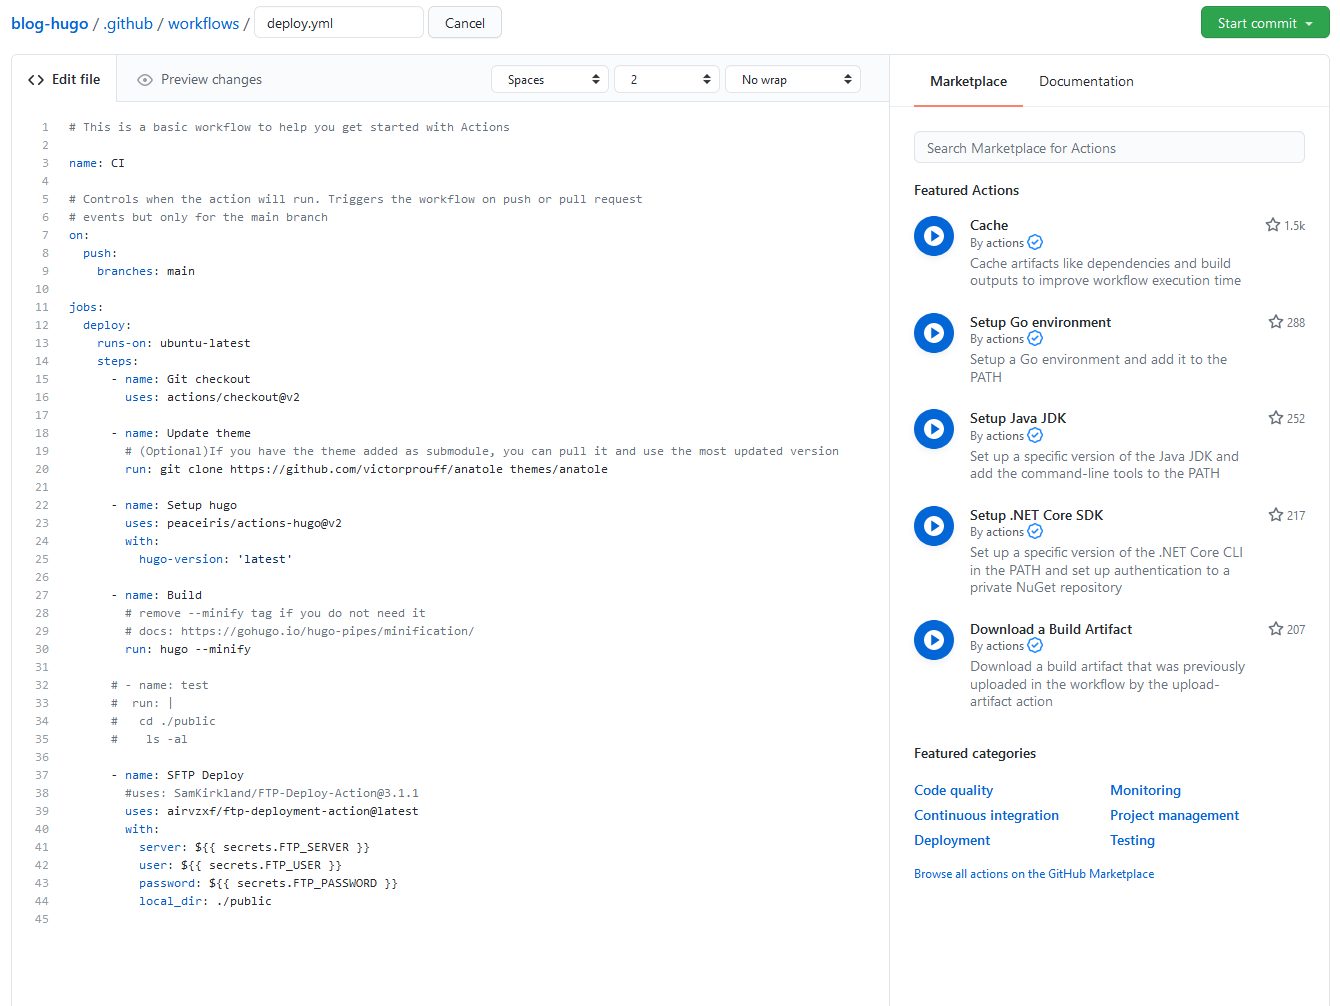 blog-hugo / .github / workflows / deploy.yml Cancel Start commit
Edit file Preview changes Spaces 2 No wrap
1 # This is a basic workflow to help you get started with Actions
2
3 name: CI
4
5 # Controls when the action will run. Triggers the workflow on push or pull request
6 # events but only for the main branch
7 on:
8   push:
9     branches: main
10
11 jobs:
12   deploy:
13     runs-on: ubuntu-latest
14     steps:
15       - name: Git checkout
16         uses: actions/checkout@v2
17
18       - name: Update theme
19         # (Optional)If you have the theme added as submodule, you can pull it and use the most updated version
20         run: git clone https://github.com/victorprouff/anatole themes/anatole
21
22       - name: Setup hugo
23         uses: peaceiris/actions-hugo@v2
24         with:
25           hugo-version: 'latest'
26
27       - name: Build
28         # remove --minify tag if you do not need it
29         # docs: https://gohugo.io/hugo-pipes/minification/
30         run: hugo --minify
31
32       # - name: test
33       #  run: |
34       #   cd ./public
35       #    ls -al
36
37       - name: SFTP Deploy
38         #uses: SamKirkland/FTP-Deploy-Action@3.1.1
39         uses: airvzxf/ftp-deployment-action@latest
40         with:
41           server: ${{ secrets.FTP_SERVER }}
42           user: ${{ secrets.FTP_USER }}
43           password: ${{ secrets.FTP_PASSWORD }}
44           local_dir: ./public
45
Marketplace Documentation
Search Marketplace for Actions
Featured Actions
Cache 1.5k
By actions
Cache artifacts like dependencies and build
outputs to improve workflow execution time
Setup Go environment 288
By actions
Setup a Go environment and add it to the
PATH
Setup Java JDK 252
By actions
Set up a specific version of the Java JDK and
add the command-line tools to the PATH
Setup .NET Core SDK 217
By actions
Set up a specific version of the .NET Core CLI
in the PATH and set up authentication to a
private NuGet repository
Download a Build Artifact 207
By actions
Download a build artifact that was previously
uploaded in the workflow by the upload-
artifact action
Featured categories
Code quality Monitoring
Continuous integration Project management
Deployment Testing
Browse all actions on the GitHub Marketplace